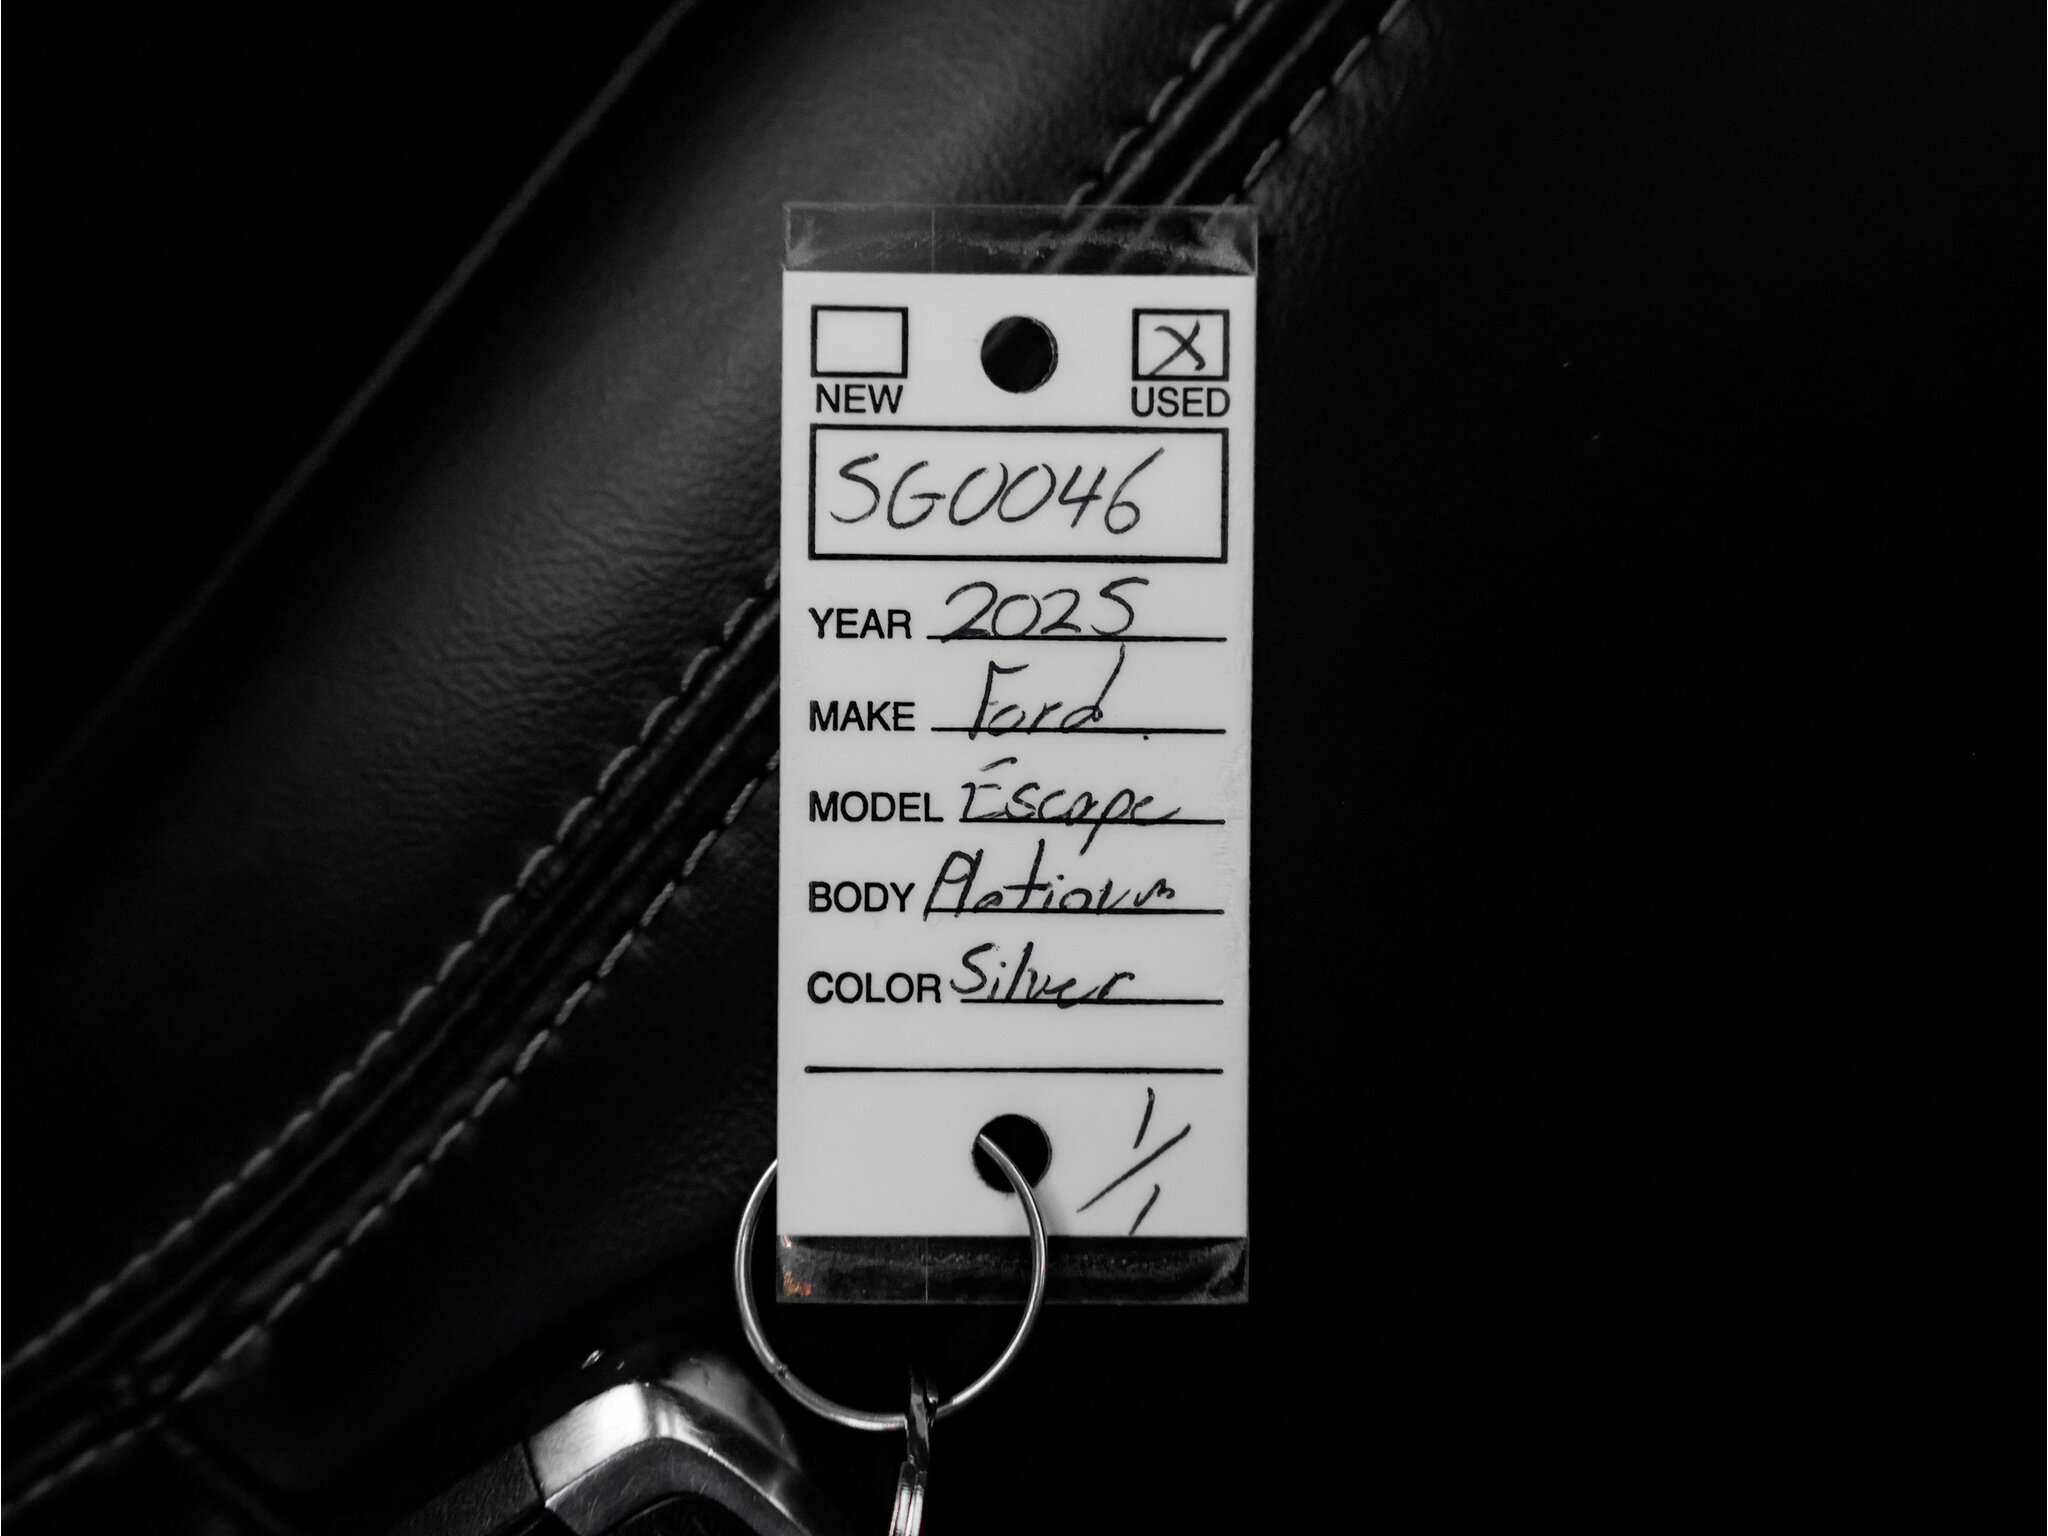 X
NEW USED
SG0046
YEAR 2025
MAKE Ford
MODEL Escape
BODY Platinum
COLOR Silver
1/1